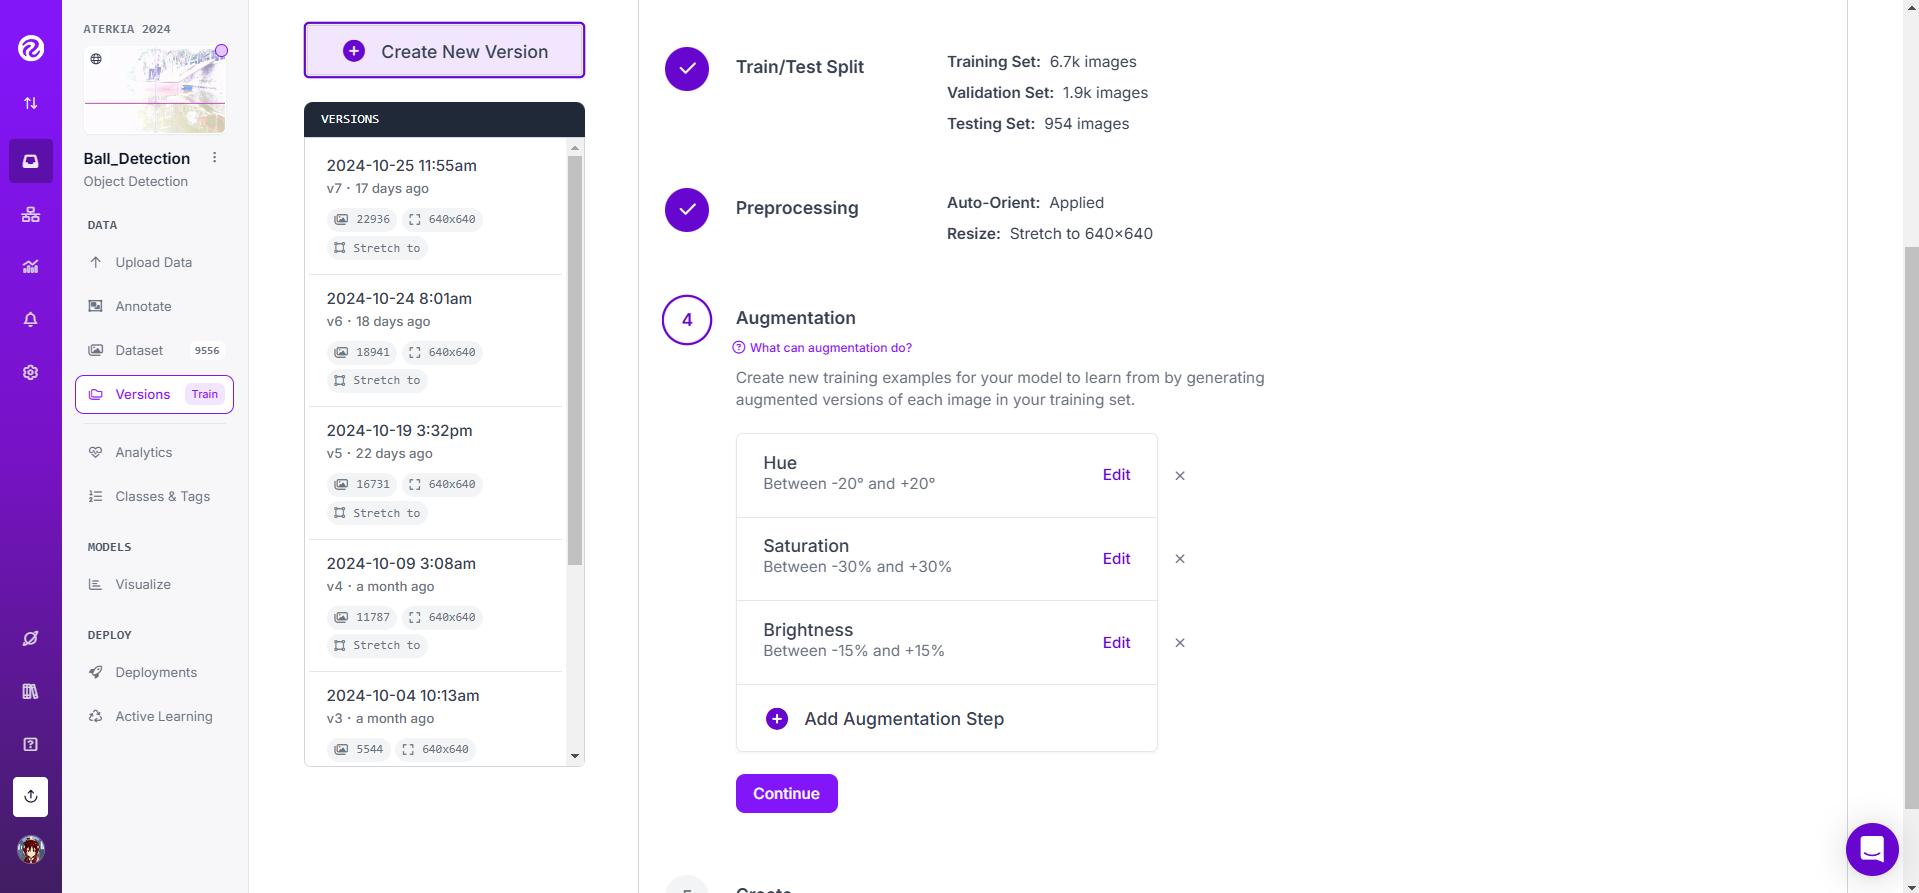 ATERKIA 2024
Ball_Detection
Object Detection
DATA
Upload Data
Annotate
Dataset 9556
Versions Train
Analytics
Classes & Tags
MODELS
Visualize
DEPLOY
Deployments
Active Learning
Create New Version
VERSIONS
2024-10-25 11:55am
v7 · 17 days ago
22936 640x640
Stretch to
2024-10-24 8:01am
v6 · 18 days ago
18941 640x640
Stretch to
2024-10-19 3:32pm
v5 · 22 days ago
16731 640x640
Stretch to
2024-10-09 3:08am
v4 · a month ago
11787 640x640
Stretch to
2024-10-04 10:13am
v3 · a month ago
5544 640x640
Train/Test Split
Training Set: 6.7k images
Validation Set: 1.9k images
Testing Set: 954 images
Preprocessing
Auto-Orient: Applied
Resize: Stretch to 640×640
4 Augmentation
What can augmentation do?
Create new training examples for your model to learn from by generating
augmented versions of each image in your training set.
Hue
Between -20° and +20°
Edit
Saturation
Between -30% and +30%
Edit
Brightness
Between -15% and +15%
Edit
Add Augmentation Step
Continue
5 Create